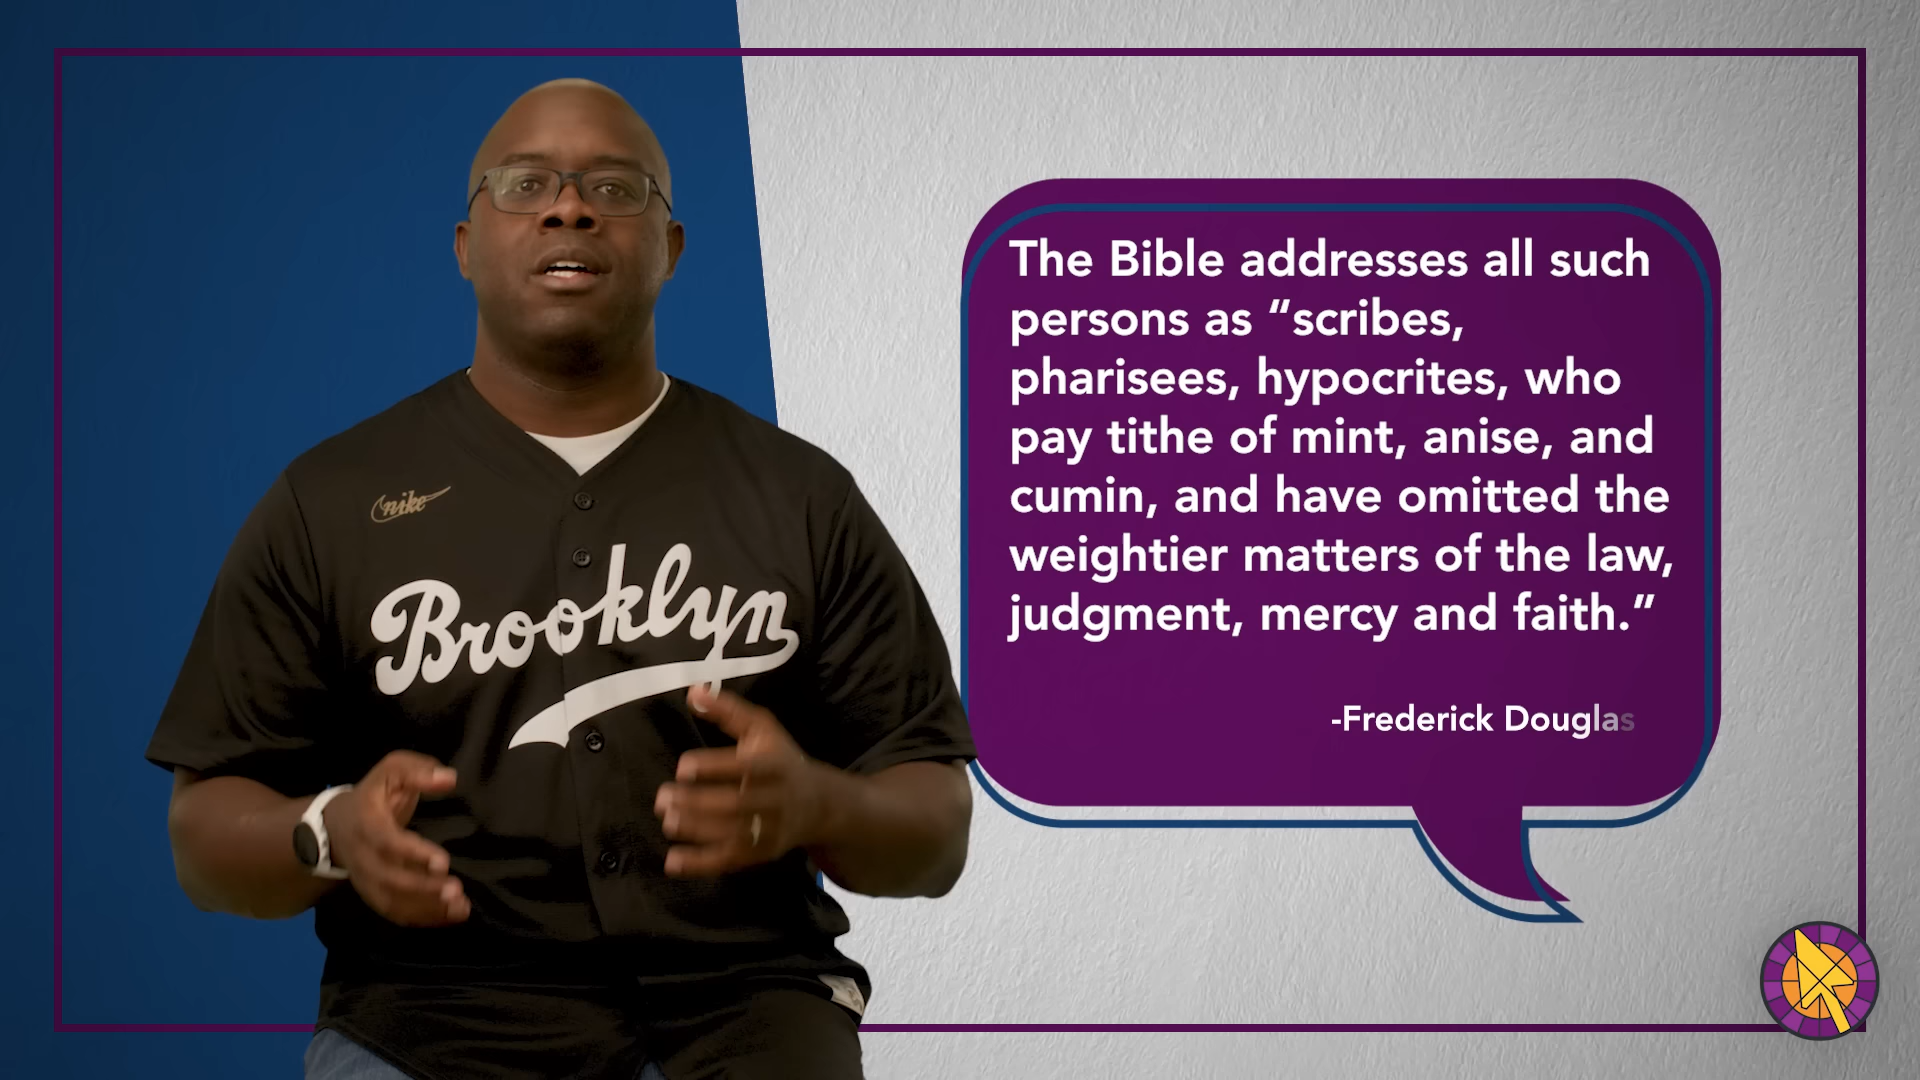 nike
Brooklyn
The Bible addresses all such
persons as “scribes,
pharisees, hypocrites, who
pay tithe of mint, anise, and
cumin, and have omitted the
weightier matters of the law,
judgment, mercy and faith.”
-Frederick Douglas